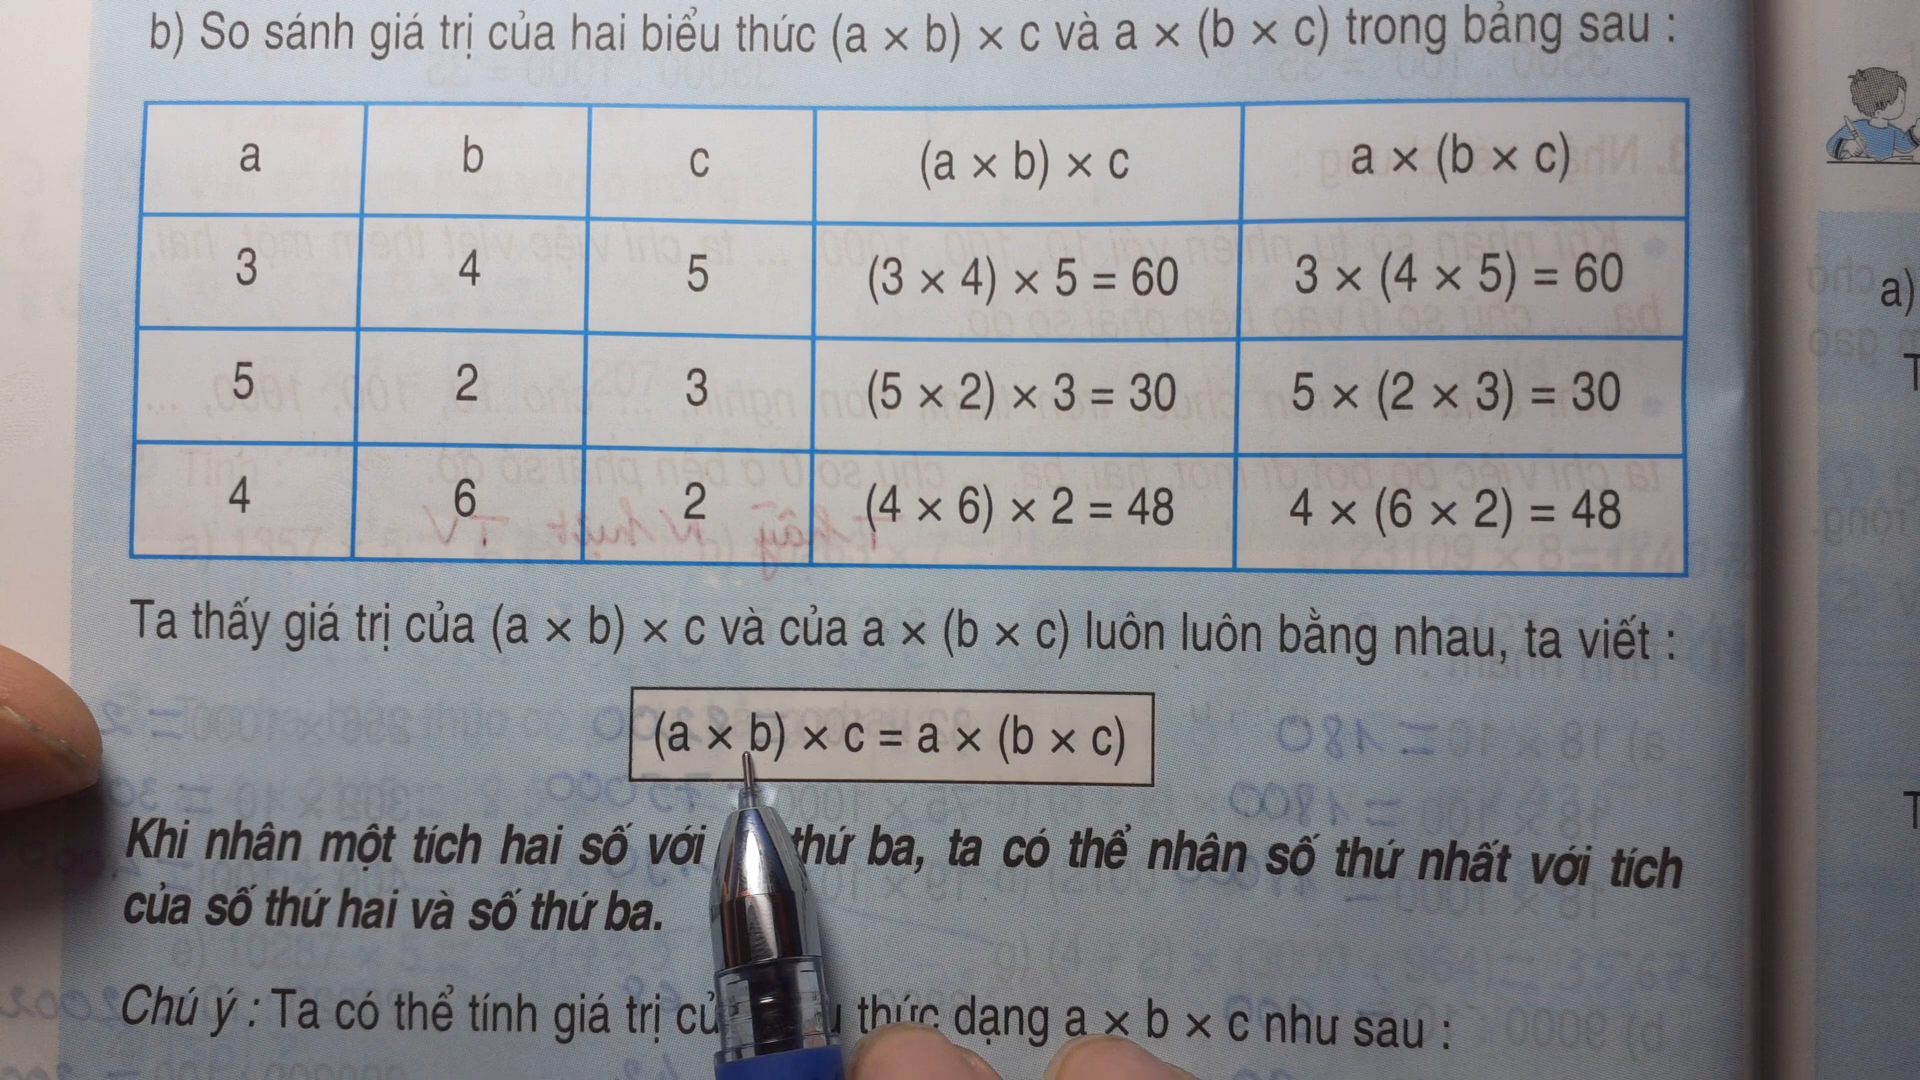 b) So sánh giá trị của hai biểu thức (a × b) × c và a × (b × c) trong bảng sau :
a b c (a × b) × c a × (b × c)
3 4 5 (3 × 4) × 5 = 60 3 × (4 × 5) = 60
5 2 3 (5 × 2) × 3 = 30 5 × (2 × 3) = 30
4 6 2 (4 × 6) × 2 = 48 4 × (6 × 2) = 48
Ta thấy giá trị của (a × b) × c và của a × (b × c) luôn luôn bằng nhau, ta viết :
(a × b) × c = a × (b × c)
Khi nhân một tích hai số với thứ ba, ta có thể nhân số thứ nhất với tích
của số thứ hai và số thứ ba.
Chú ý : Ta có thể tính giá trị thức dạng a × b × c như sau :
a)